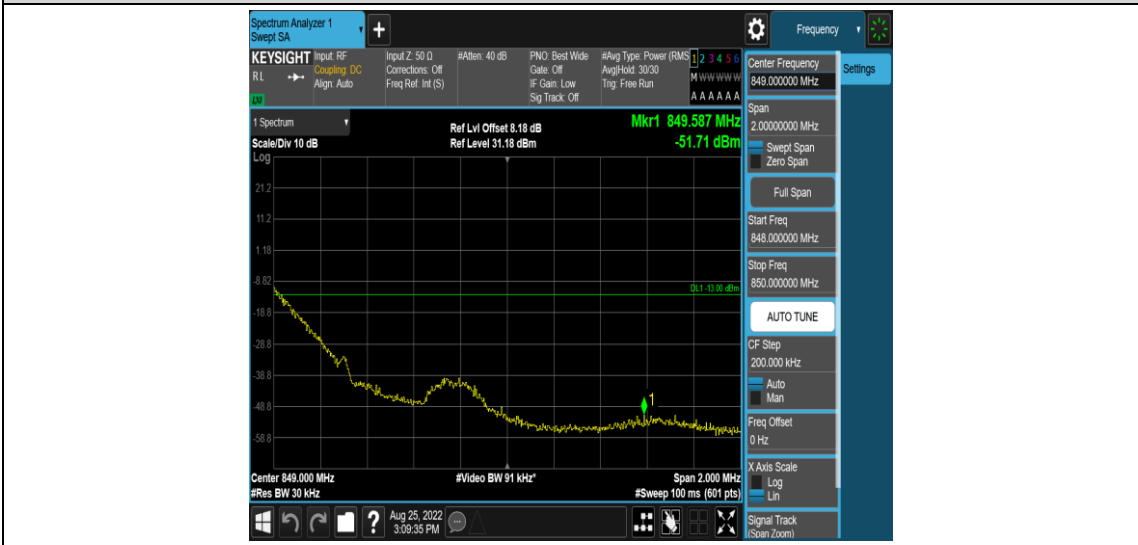 Spectrum Analyzer 1
Swept SA
+
Frequency
KEYSIGHT
Input: RF
Input Z: 50 Ω
#Atten: 40 dB
PNO: Best Wide
#Avg Type: Power (RMS
1 2 3 4 5 6
R L
Coupling: DC
Corrections: Off
Gate: Off
Avg|Hold: 30/30
M W W W W W
Align: Auto
Freq Ref: Int (S)
IF Gain: Low
Trig: Free Run
Sig Track: Off
A A A A A A
LXI
1 Spectrum
Ref Lvl Offset 8.18 dB
Mkr1 849.587 MHz
Scale/Div 10 dB
Ref Level 31.18 dBm
-51.71 dBm
Log
21.2
11.2
1.18
-8.82
DL1 -13.00 dBm
-18.8
-28.8
-38.8
1
-48.8
-58.8
Center 849.000 MHz
#Video BW 91 kHz*
Span 2.000 MHz
#Res BW 30 kHz
#Sweep 100 ms (601 pts)
?
Aug 25, 2022
3:09:35 PM
Center Frequency
849.000000 MHz
Settings
Span
2.00000000 MHz
Swept Span
Zero Span
Full Span
Start Freq
848.000000 MHz
Stop Freq
850.000000 MHz
AUTO TUNE
CF Step
200.000 kHz
Auto
Man
Freq Offset
0 Hz
X Axis Scale
Log
Lin
Signal Track
(Span Zoom)